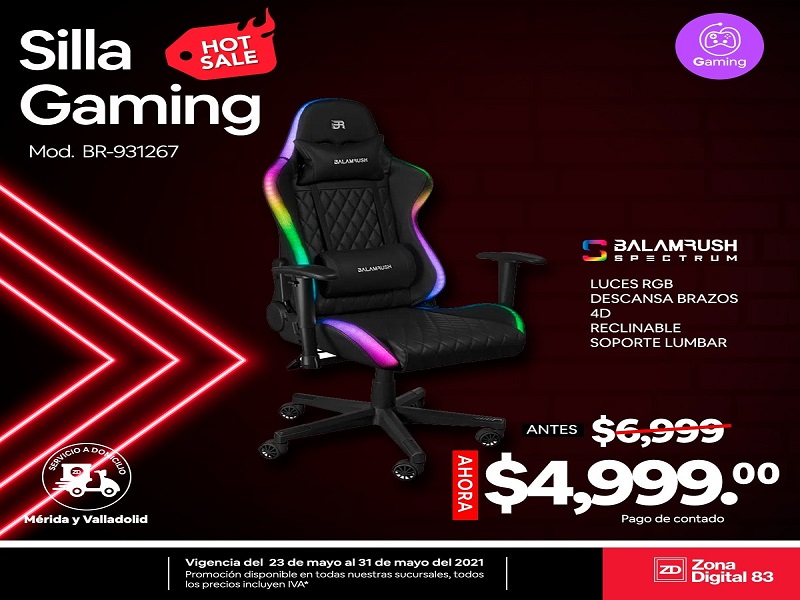 Silla
HOT
SALE
Gaming
Gaming
Mod. BR-931267
BR
BALAMRUSH
BALAMRUSH
BALAMRUSH
SPECTRUM
LUCES RGB
DESCANSA BRAZOS
4D
RECLINABLE
SOPORTE LUMBAR
ANTES $6,999
AHORA
$4,999.00
Pago de contado
SERVICIO A DOMICILIO
ZD
Mérida y Valladolid
Vigencia del 23 de mayo al 31 de mayo del 2021
Promoción disponible en todas nuestras sucursales, todos
los precios incluyen IVA*
ZD
Zona
Digital 83